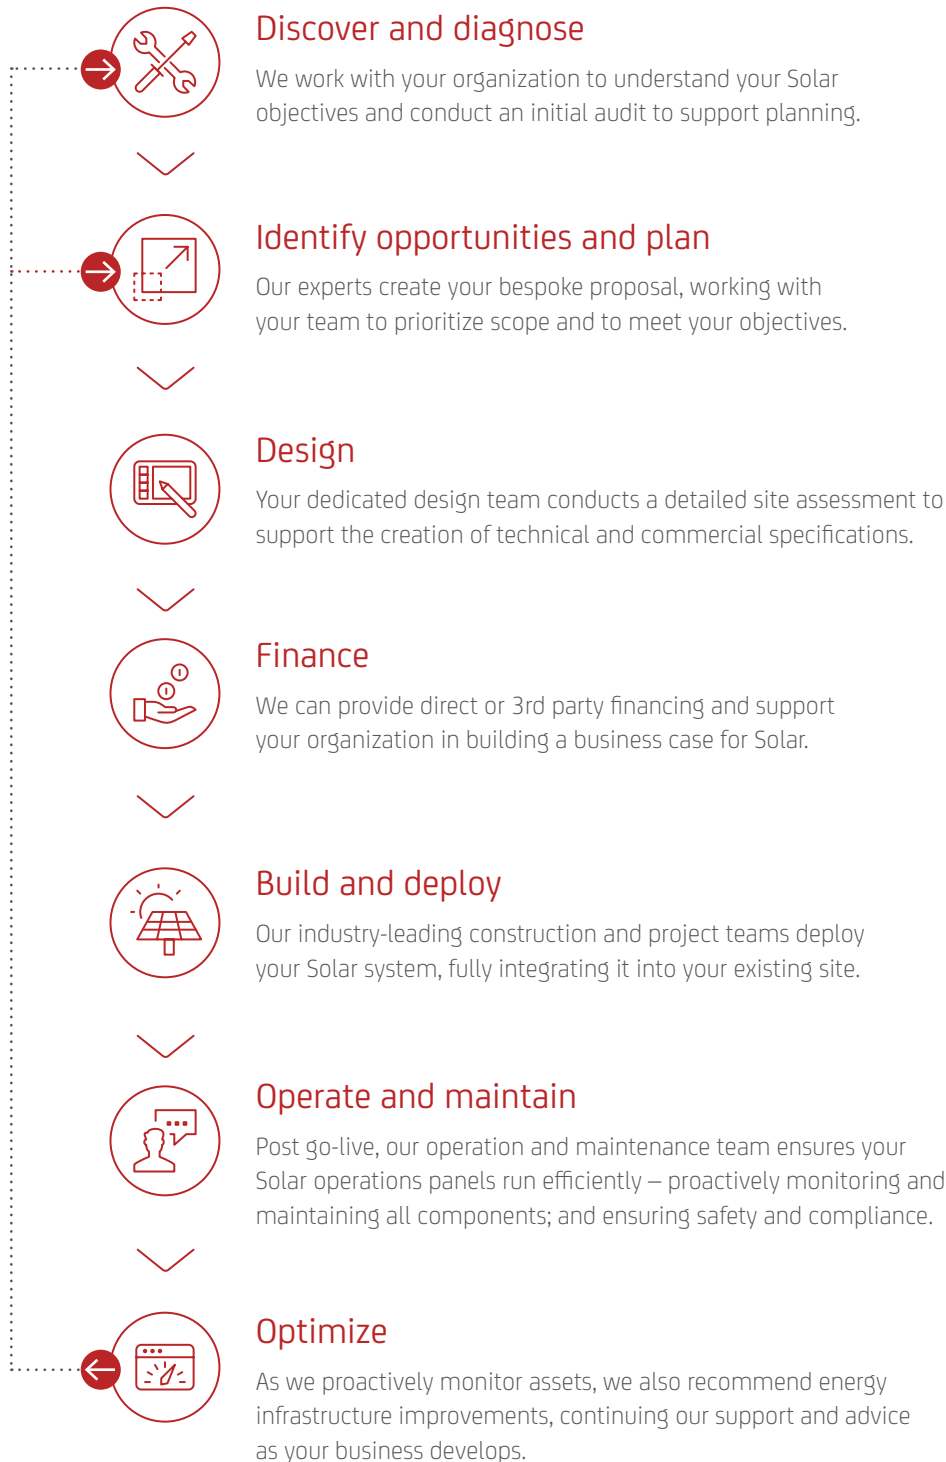 Discover and diagnose
We work with your organization to understand your Solar
objectives and conduct an initial audit to support planning.
Identify opportunities and plan
Our experts create your bespoke proposal, working with
your team to prioritize scope and to meet your objectives.
Design
Your dedicated design team conducts a detailed site assessment to
support the creation of technical and commercial specifications.
Finance
We can provide direct or 3rd party financing and support
your organization in building a business case for Solar.
Build and deploy
Our industry-leading construction and project teams deploy
your Solar system, fully integrating it into your existing site.
Operate and maintain
Post go-live, our operation and maintenance team ensures your
Solar operations panels run efficiently – proactively monitoring and
maintaining all components; and ensuring safety and compliance.
Optimize
As we proactively monitor assets, we also recommend energy
infrastructure improvements, continuing our support and advice
as your business develops.